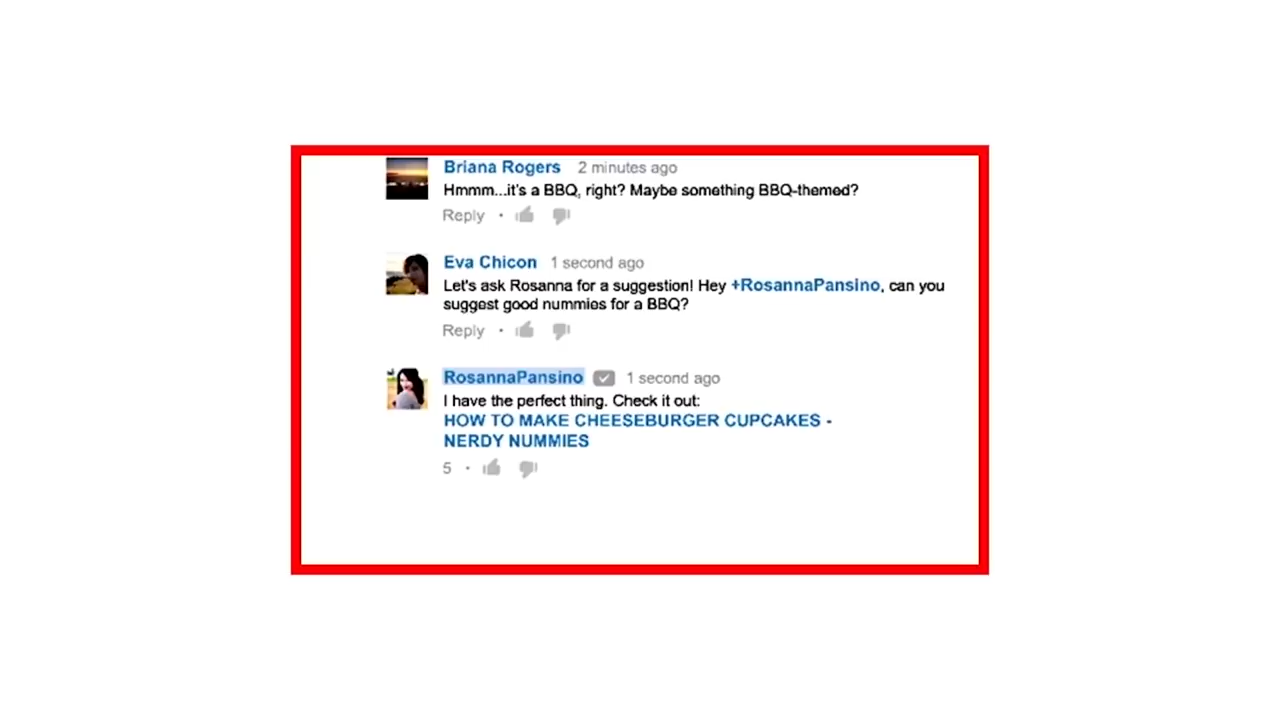 Briana Rogers 2 minutes ago
Hmmm...it's a BBQ, right? Maybe something BBQ-themed?
Reply •
Eva Chicon 1 second ago
Let's ask Rosanna for a suggestion! Hey +RosannaPansino, can you
suggest good nummies for a BBQ?
Reply •
RosannaPansino 1 second ago
I have the perfect thing. Check it out:
HOW TO MAKE CHEESEBURGER CUPCAKES -
NERDY NUMMIES
5 •